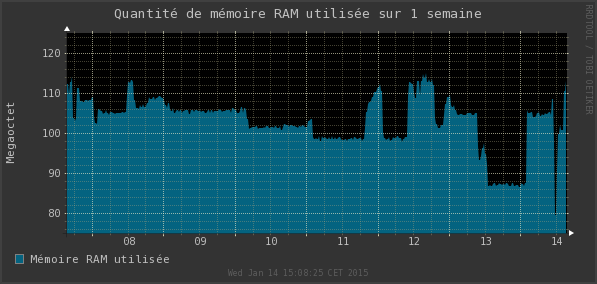 Quantité de mémoire RAM utilisée sur 1 semaine
RRDTOOL / TOBI OETIKER
Megaoctet
120
110
100
90
80
08 09 10 11 12 13 14
Mémoire RAM utilisée
Wed Jan 14 15:08:25 CET 2015